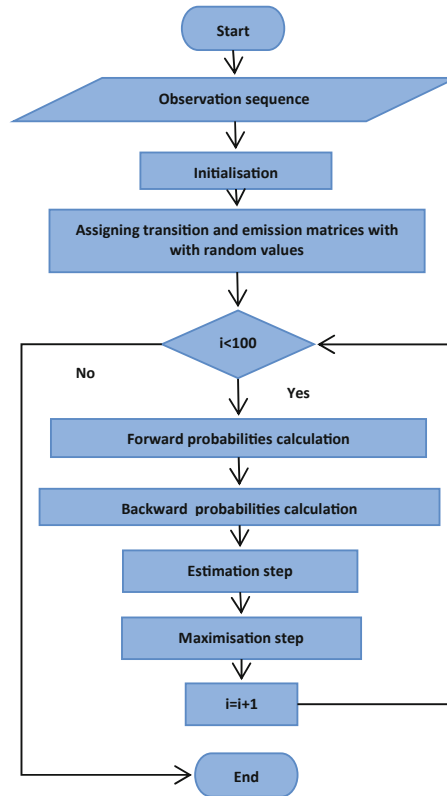 Start
Observation sequence
Initialisation
Assigning transition and emission matrices with
with random values
i<100
No
Yes
Forward probabilities calculation
Backward probabilities calculation
Estimation step
Maximisation step
i=i+1
End